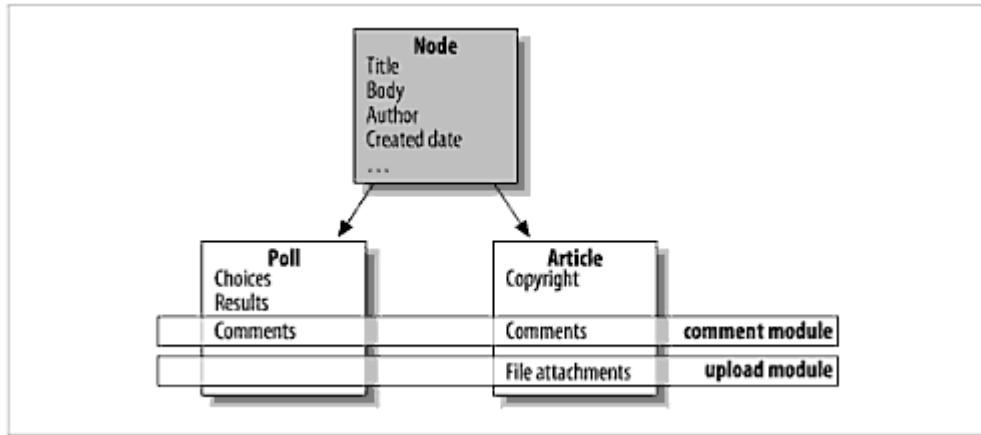 Node
Title
Body
Author
Created date
...
Poll
Choices
Results
Comments
Article
Copyright
Comments
File attachments
comment module
upload module